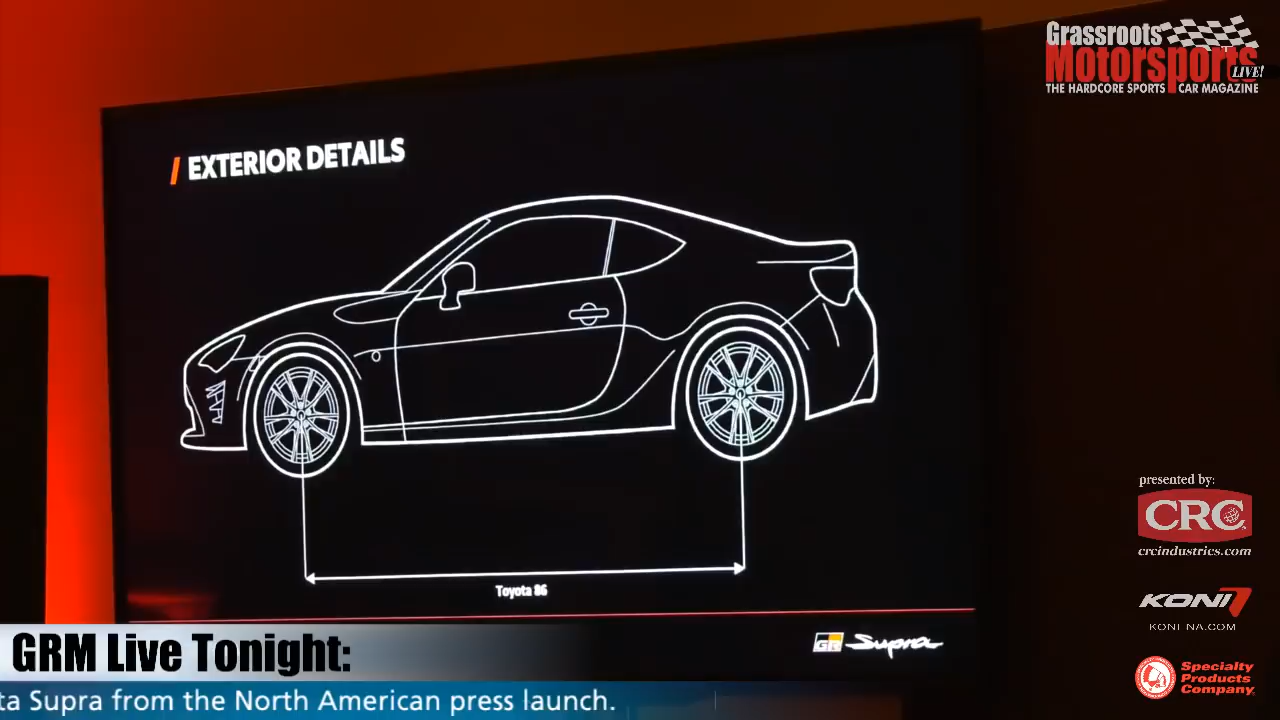 Grassroots
Motorsports
LIVE!
THE HARDCORE SPORTS CAR MAGAZINE
/ EXTERIOR DETAILS
Toyota 86
GR Supra
presented by:
CRC
crcindustries.com
KONI
KONI-NA.COM
Specialty
Products
Company
GRM Live Tonight:
ta Supra from the North American press launch.